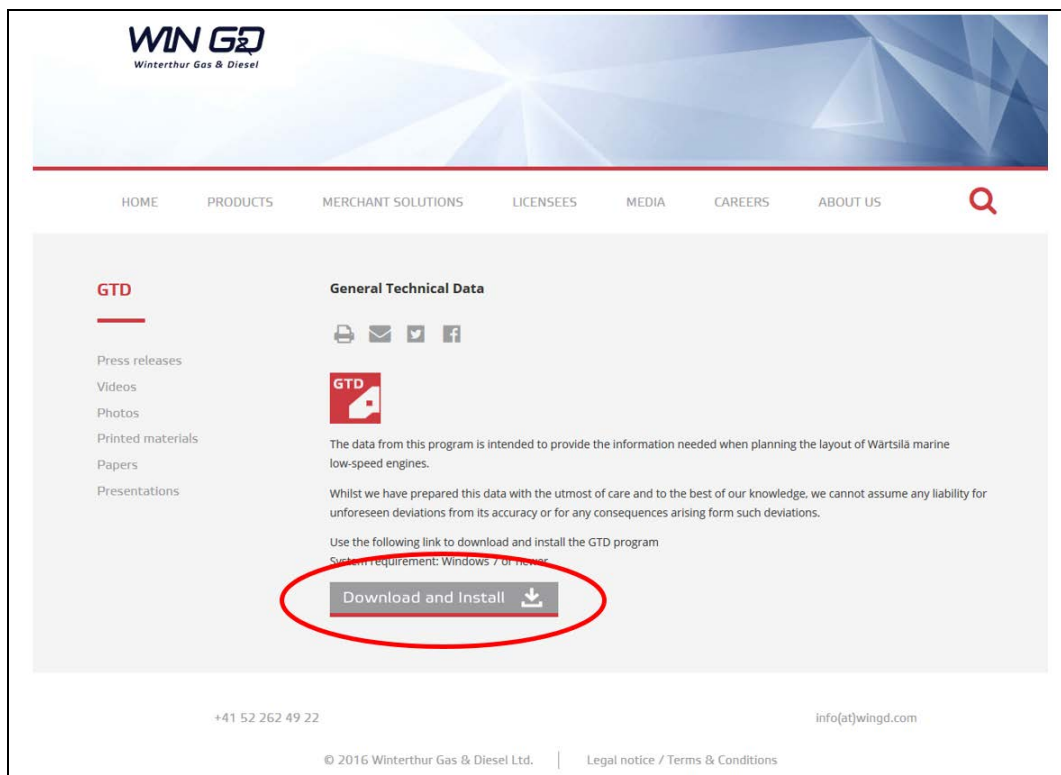 WIN G&D
Winterthur Gas & Diesel
HOME PRODUCTS MERCHANT SOLUTIONS LICENSEES MEDIA CAREERS ABOUT US
GTD
Press releases
Videos
Photos
Printed materials
Papers
Presentations
General Technical Data
GTD
The data from this program is intended to provide the information needed when planning the layout of Wärtsilä marine
low-speed engines.
Whilst we have prepared this data with the utmost of care and to the best of our knowledge, we cannot assume any liability for
unforeseen deviations from its accuracy or for any consequences arising form such deviations.
Use the following link to download and install the GTD program
System requirement: Windows 7 or newer
Download and Install
+41 52 262 49 22 info(at)wingd.com
© 2016 Winterthur Gas & Diesel Ltd. | Legal notice / Terms & Conditions